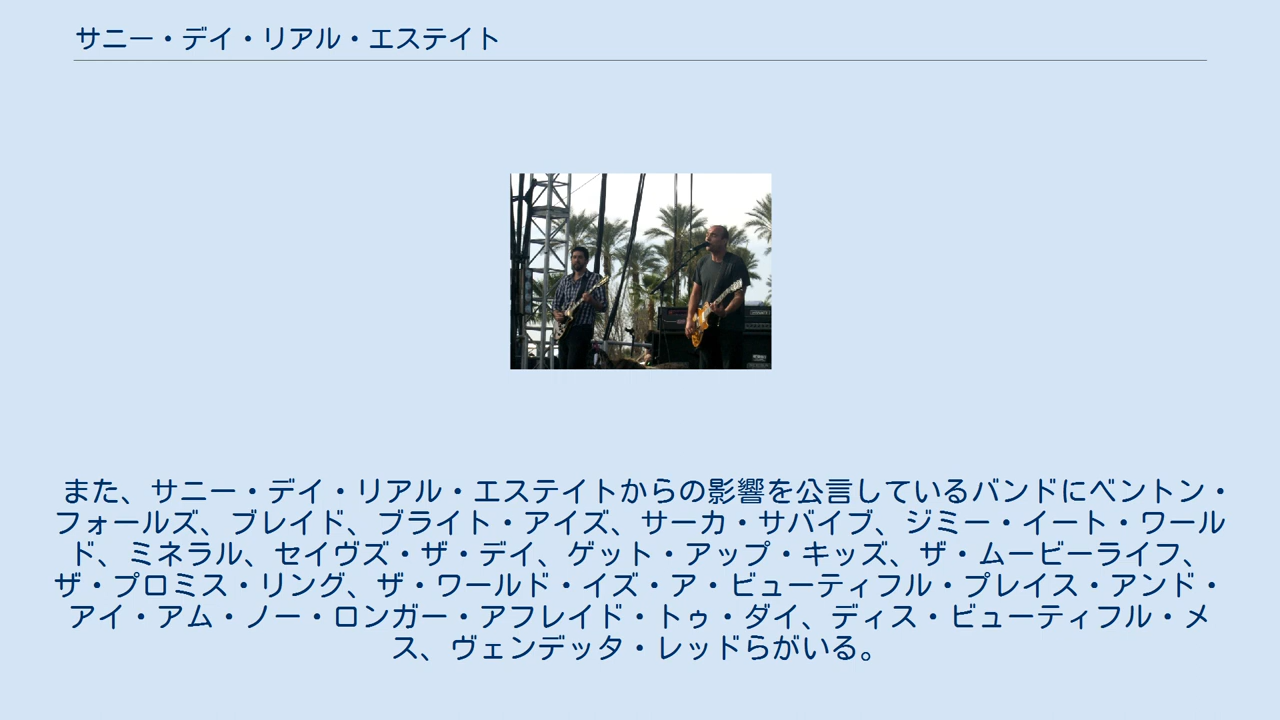 サニー・デイ・リアル・エステイト
また、サニー・デイ・リアル・エステイトからの影響を公言しているバンドにベントン・
フォールズ、ブレイド、ブライト・アイズ、サーカ・サバイブ、ジミー・イート・ワール
ド、ミネラル、セイヴズ・ザ・デイ、ゲット・アップ・キッズ、ザ・ムービーライフ、
ザ・プロミス・リング、ザ・ワールド・イズ・ア・ビューティフル・プレイス・アンド・
アイ・アム・ノー・ロンガー・アフレイド・トゥ・ダイ、ディス・ビューティフル・メ
ス、ヴェンデッタ・レッドらがいる。